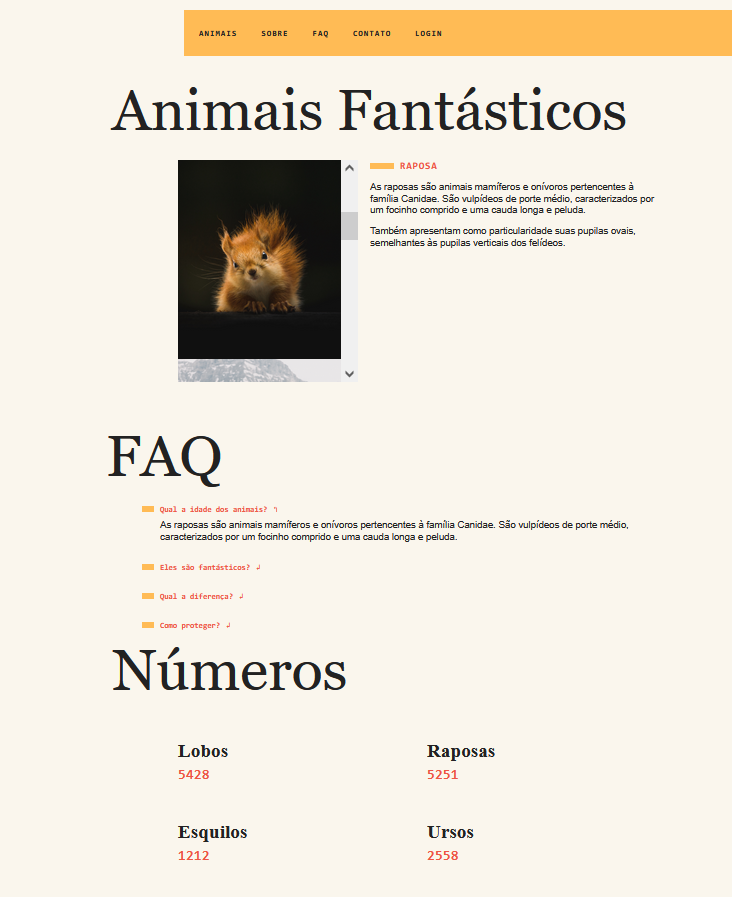 ANIMAIS SOBRE FAQ CONTATO LOGIN
Animais Fantásticos
RAPOSA
As raposas são animais mamíferos e onívoros pertencentes à
família Canidae. São vulpídeos de porte médio, caracterizados por
um focinho comprido e uma cauda longa e peluda.
Também apresentam como particularidade suas pupilas ovais,
semelhantes às pupilas verticais dos felídeos.
FAQ
Qual a idade dos animais? ↰
As raposas são animais mamíferos e onívoros pertencentes à família Canidae. São vulpídeos de porte médio,
caracterizados por um focinho comprido e uma cauda longa e peluda.
Eles são fantásticos? ↲
Qual a diferença? ↲
Como proteger? ↲
Números
Lobos
5428
Raposas
5251
Esquilos
1212
Ursos
2558